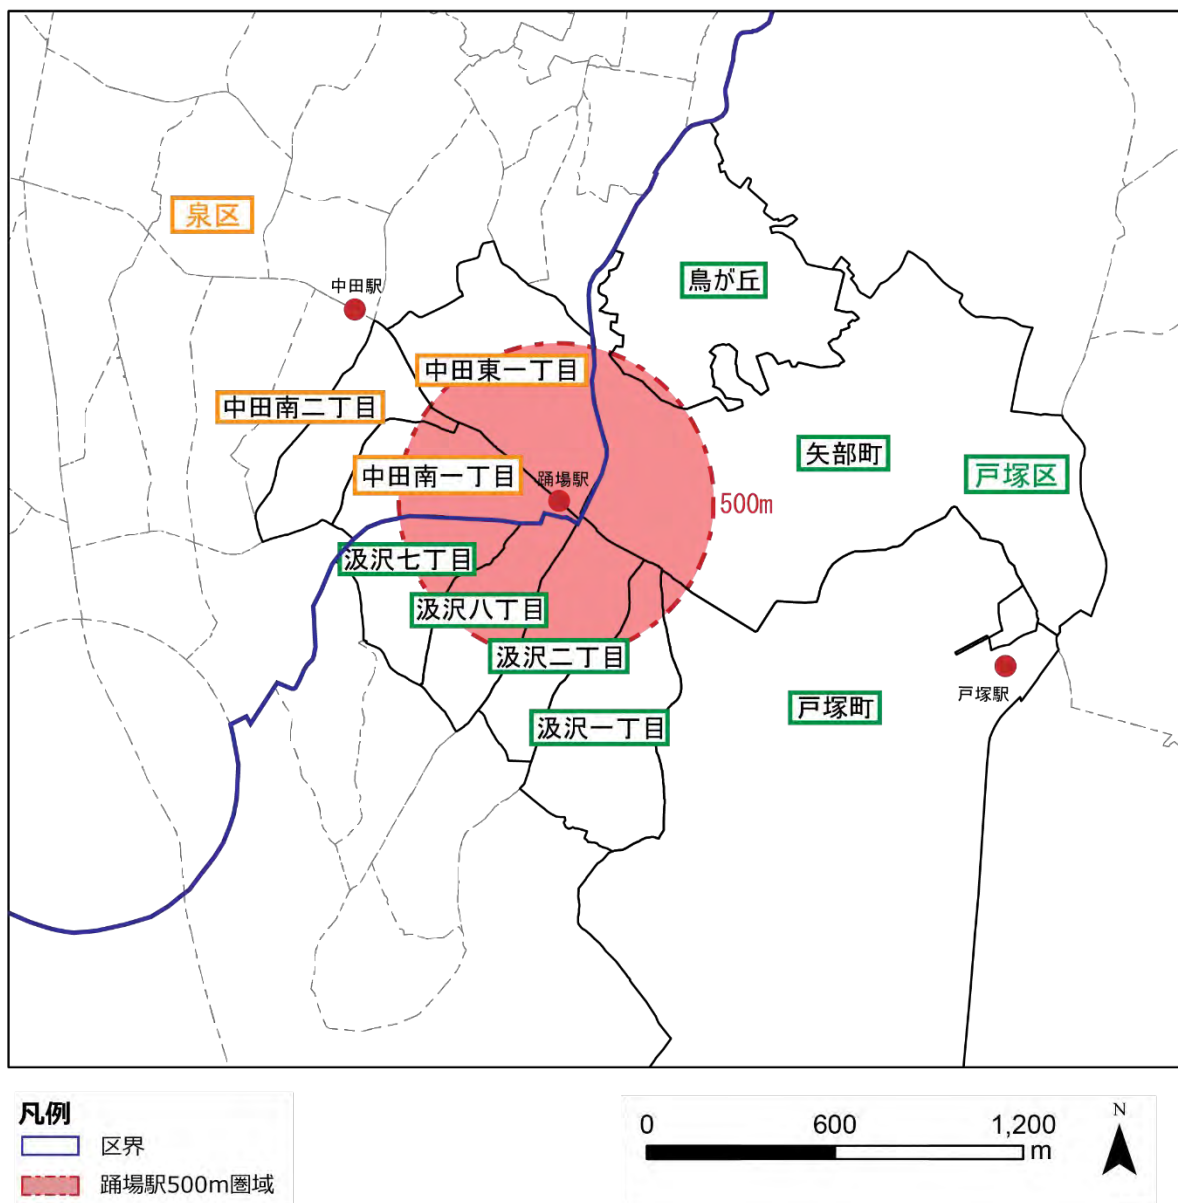 泉区
中田駅
鳥が丘
中田東一丁目
中田南二丁目
矢部町
戸塚区
中田南一丁目
踊場駅
500m
汲沢七丁目
汲沢八丁目
汲沢二丁目
戸塚駅
戸塚町
汲沢一丁目
凡例
区界
踊場駅500m圏域
0 600 1,200
m
N